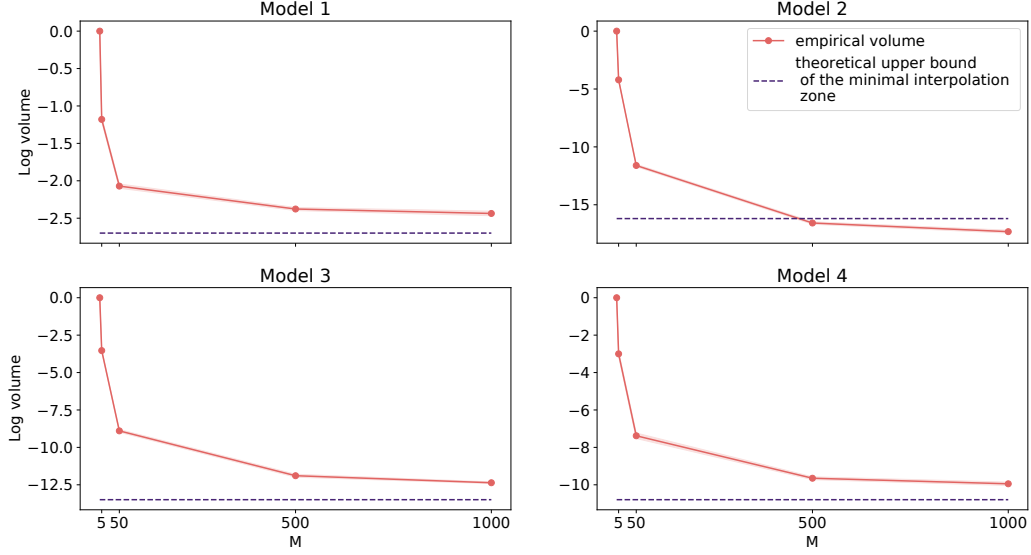 Model 1
0.0
−0.5
−1.0
−1.5
−2.0
−2.5
Log volume
Model 2
0
−5
−10
−15
empirical volume
theoretical upper bound
of the minimal interpolation
zone
Model 3
0.0
−2.5
−5.0
−7.5
−10.0
−12.5
Log volume
5 50 500 1000
M
Model 4
0
−2
−4
−6
−8
−10
5 50 500 1000
M